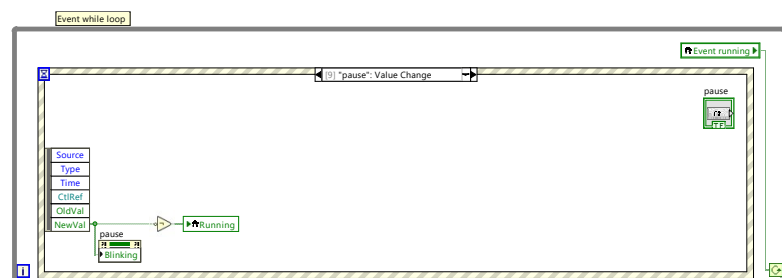 Event while loop
Event running
[9] "pause": Value Change
pause
TF
Source
Type
Time
CtlRef
OldVal
NewVal
Running
pause
Blinking
i